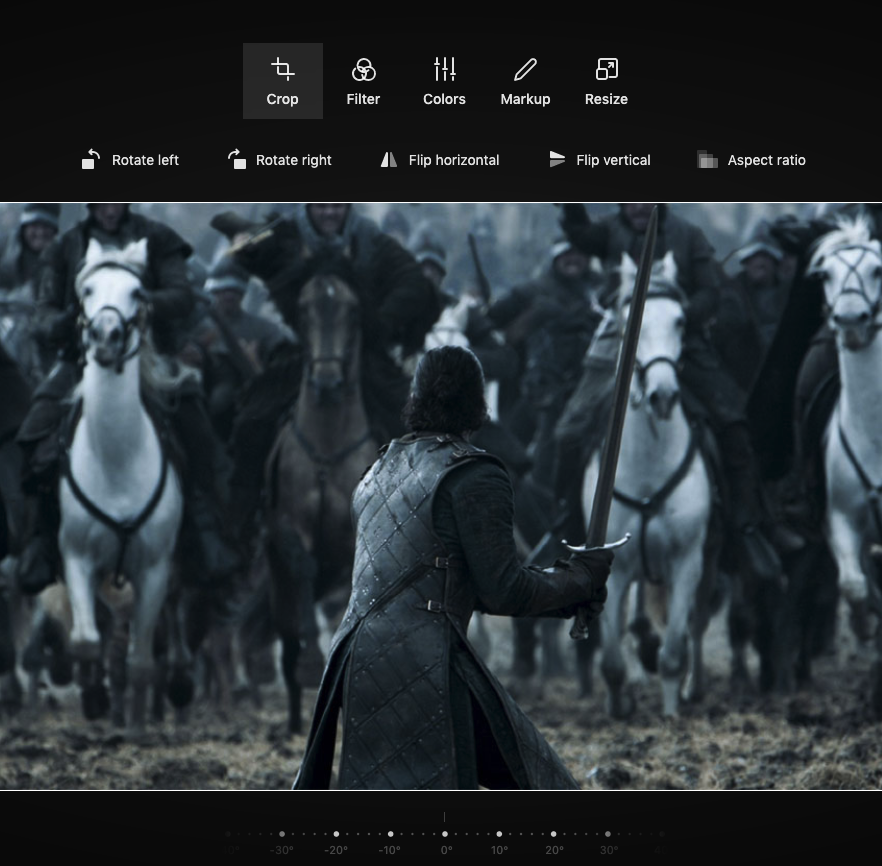 Crop Filter Colors Markup Resize
Rotate left Rotate right Flip horizontal Flip vertical Aspect ratio
-30° -20° -10° 0° 10° 20° 30°